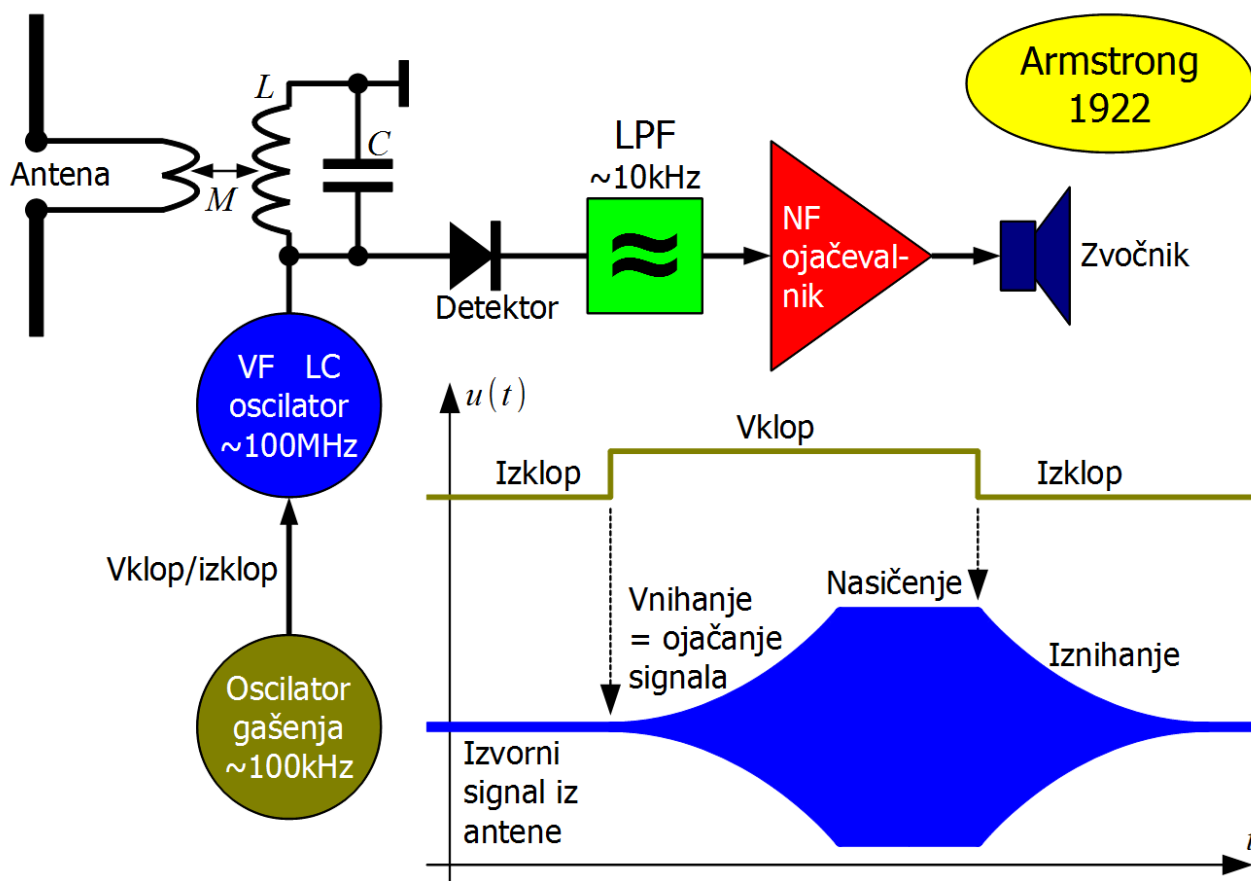 Armstrong
1922
L
C
M
Antena
LPF
~10kHz
NF
ojačeval-
nik
Zvočnik
Detektor
VF LC
oscilator
~100MHz
Vklop/izklop
Oscilator
gašenja
~100kHz
u(t)
Vklop
Izklop
Izklop
Vnihanje
= ojačanje
signala
Nasičenje
Iznihanje
Izvorni
signal iz
antene
t